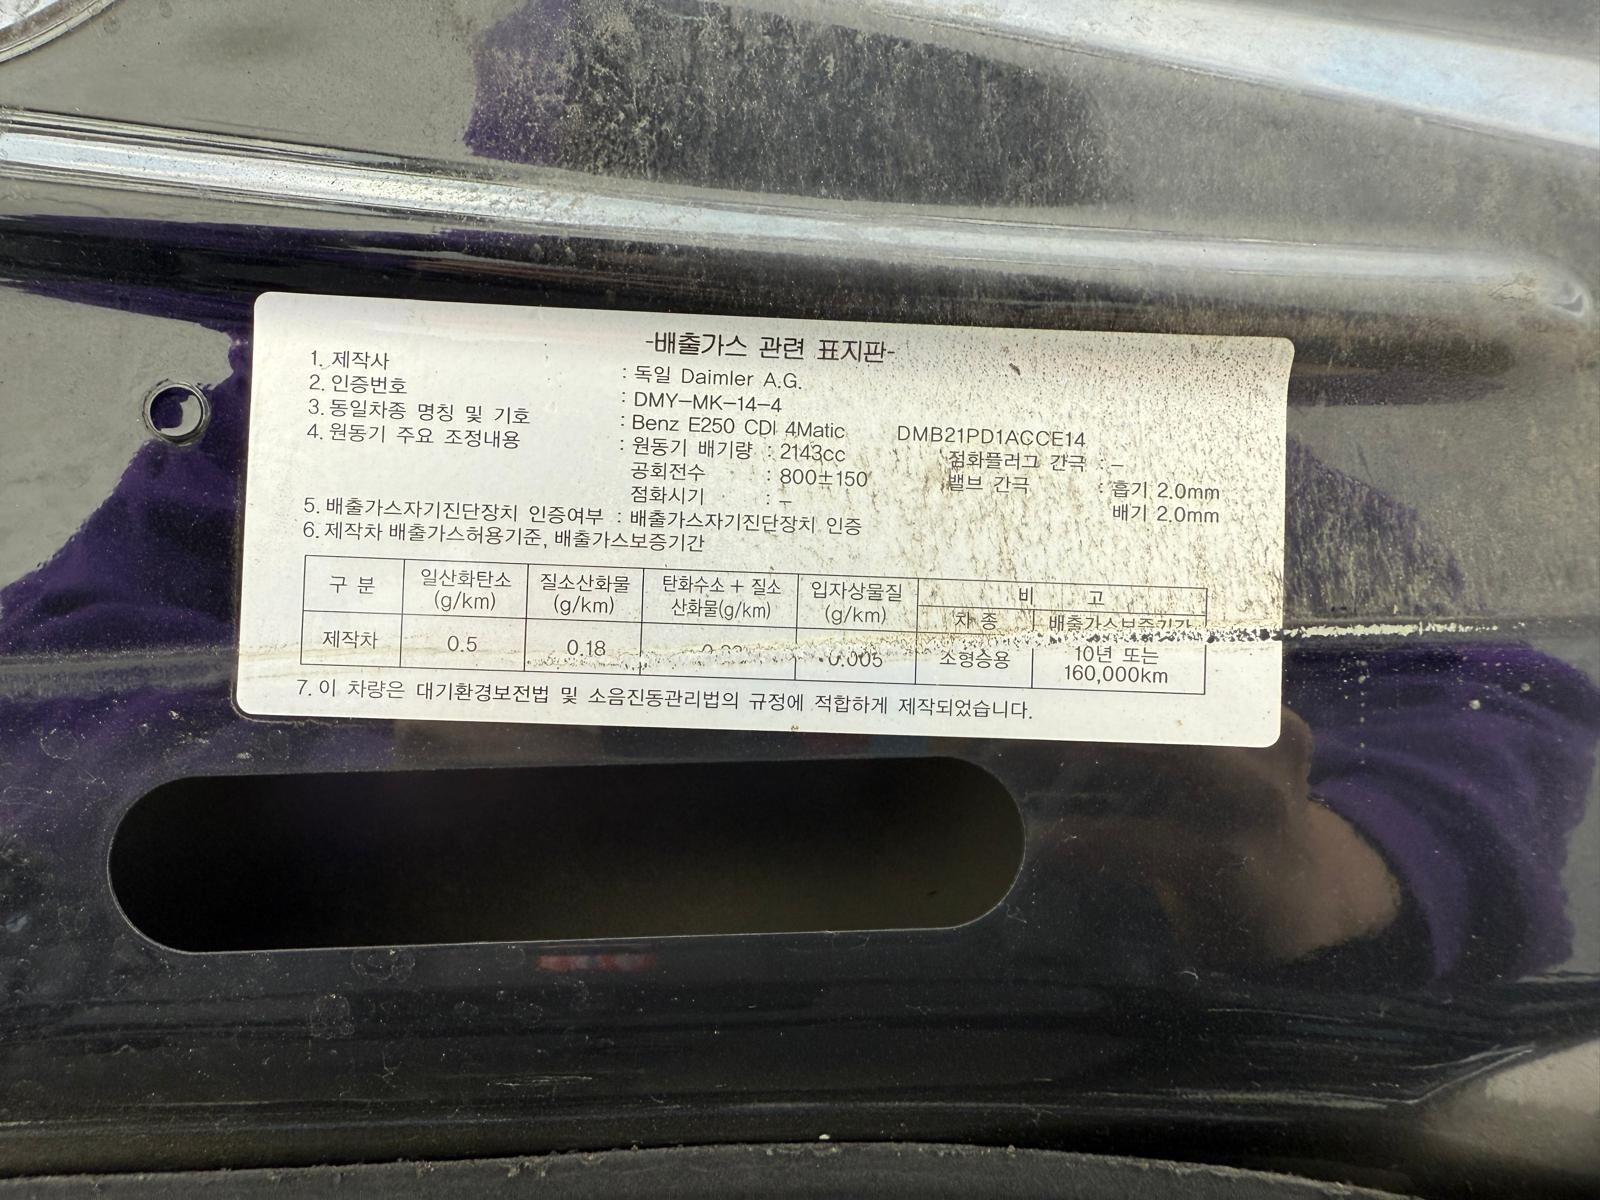 -배출가스 관련 표지판-
1. 제작사 : 독일 Daimler A.G.
2. 인증번호 : DMY-MK-14-4
3. 동일차종 명칭 및 기호 : Benz E250 CDI 4Matic DMB21PD1ACCE14
4. 원동기 주요 조정내용 : 원동기 배기량 : 2143cc 점화플러그 간극 : -
공회전수 : 800±150 밸브 간극 : 흡기 2.0mm
점화시기 : - 배기 2.0mm
5. 배출가스자기진단장치 인증여부 : 배출가스자기진단장치 인증
6. 제작차 배출가스허용기준, 배출가스보증기간
구 분 일산화탄소 질소산화물 탄화수소 + 질소 입자상물질 비 고
(g/km) (g/km) 산화물(g/km) (g/km) 차 종 배출가스보증기간
제작차 0.5 0.18 0.005 소형승용 10년 또는
160,000km
7. 이 차량은 대기환경보전법 및 소음진동관리법의 규정에 적합하게 제작되었습니다.